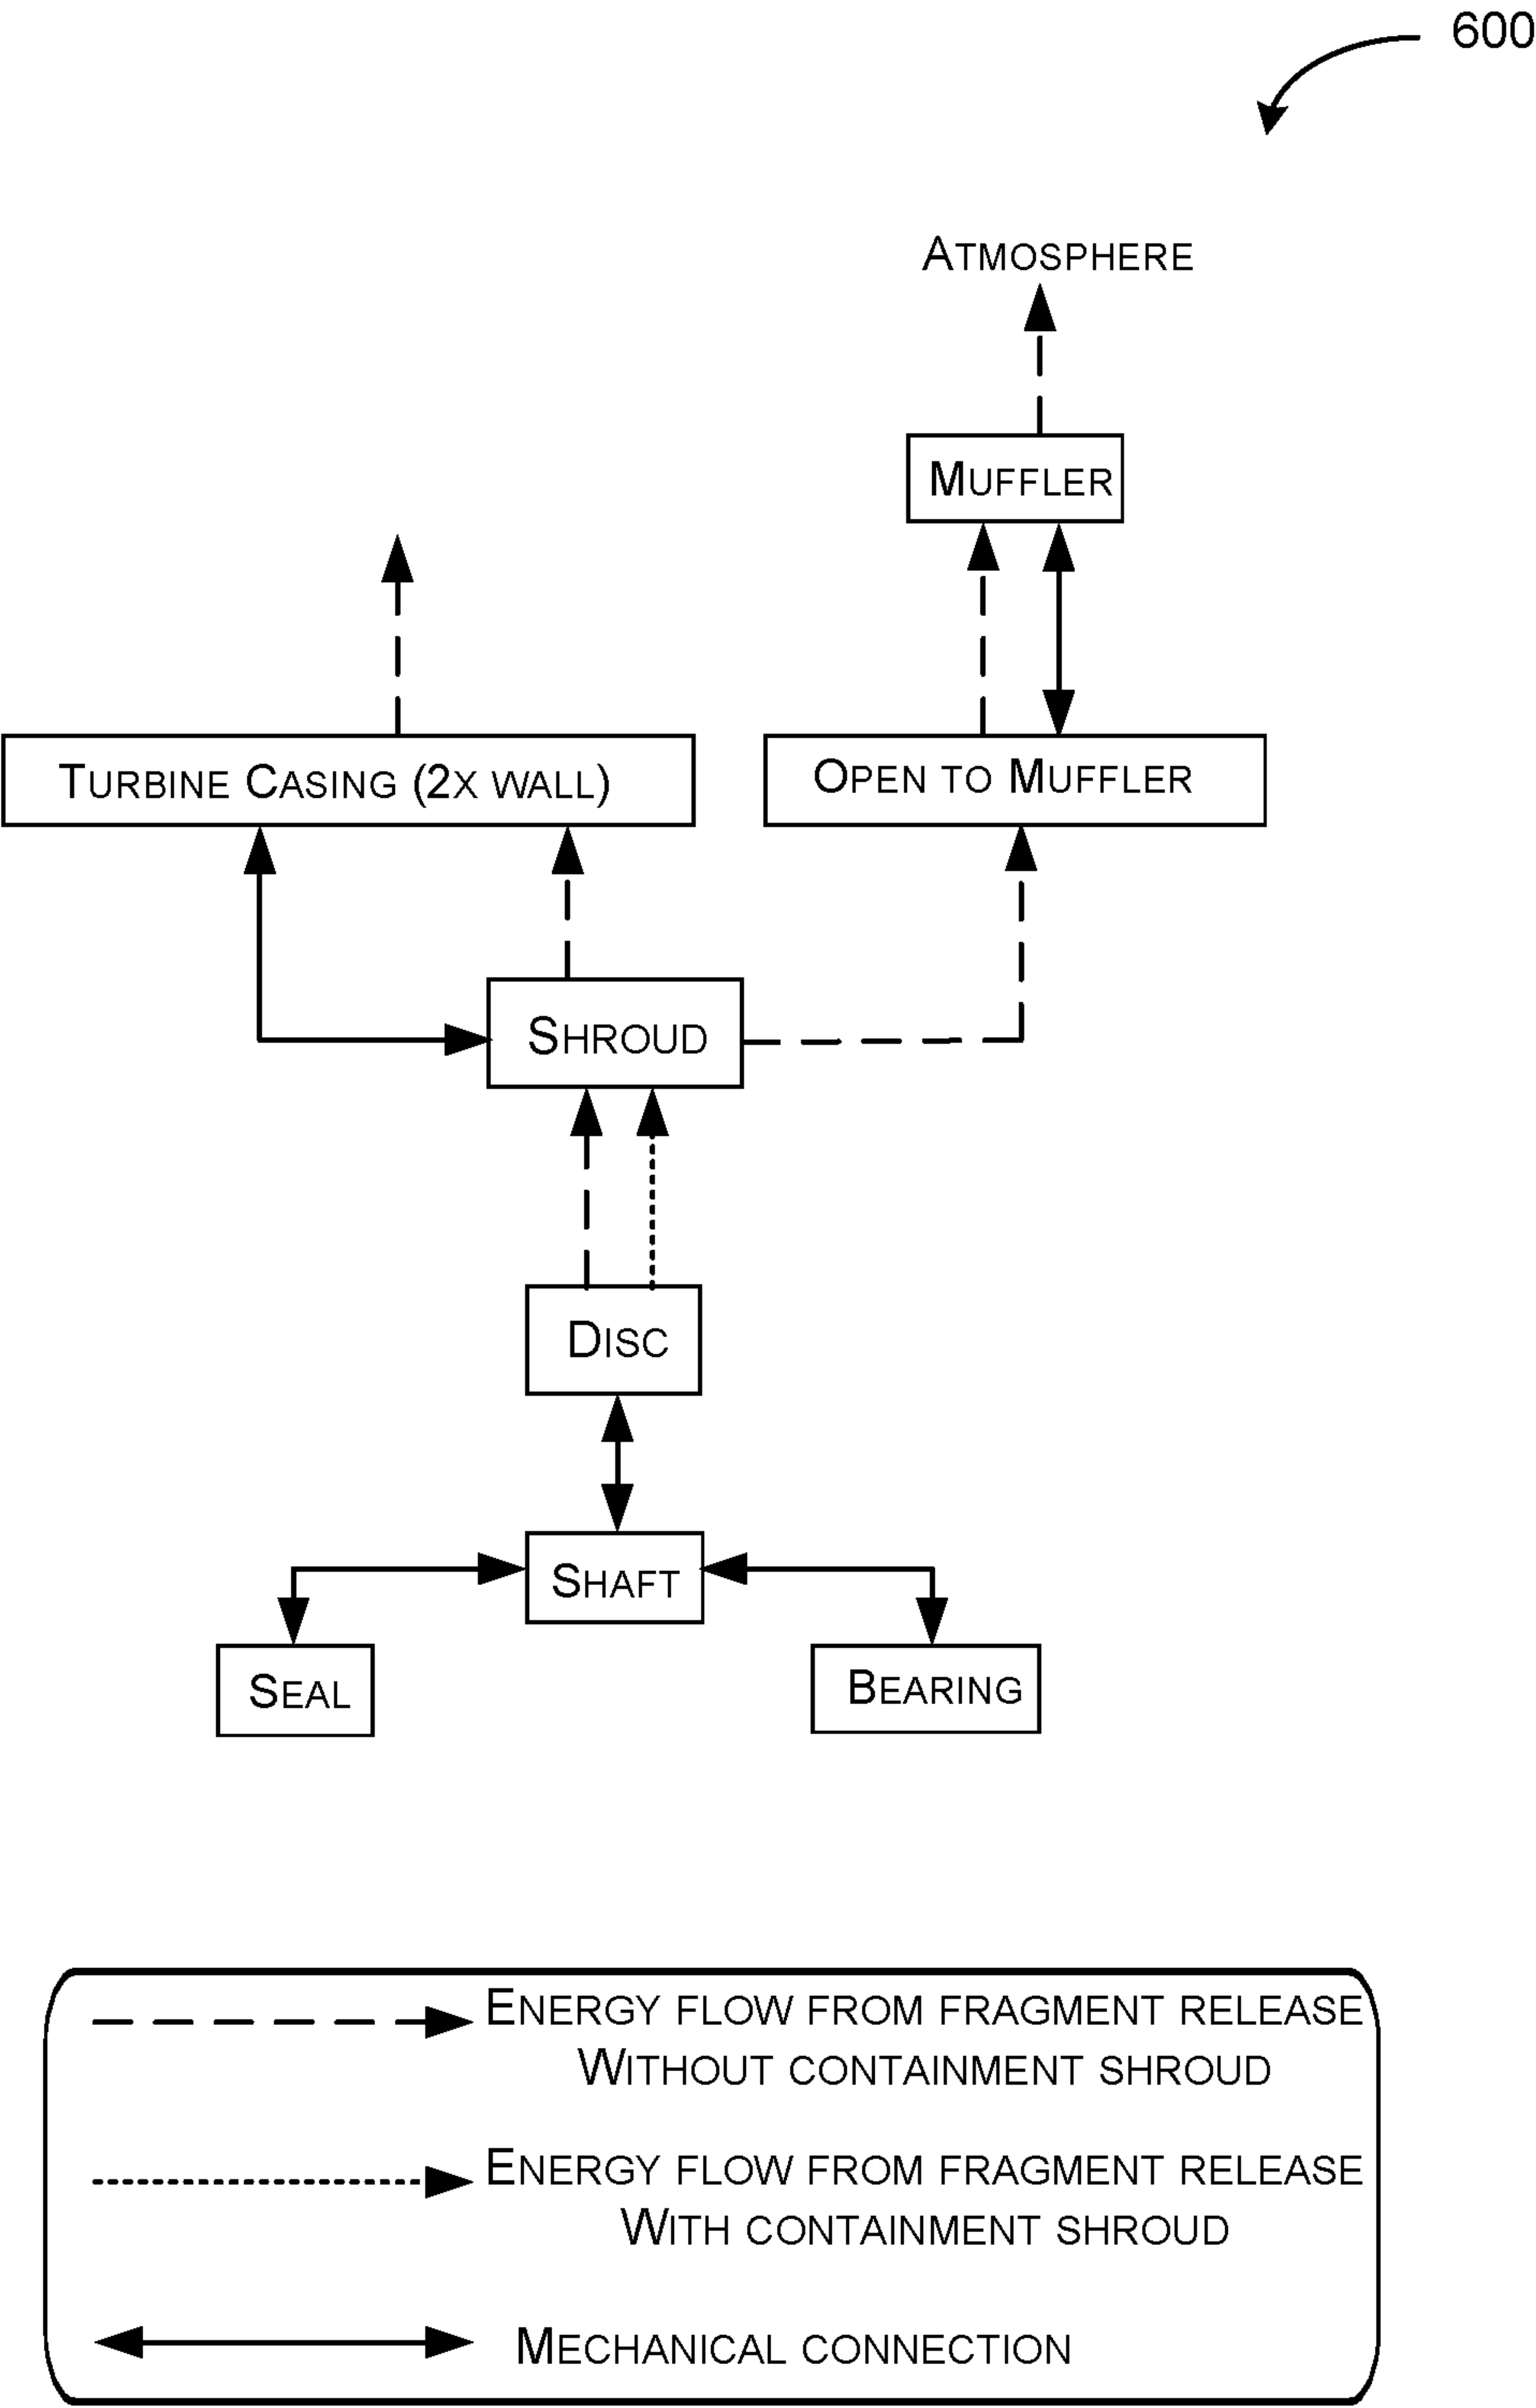 600
ATMOSPHERE
MUFFLER
TURBINE CASING (2X WALL)
OPEN TO MUFFLER
SHROUD
DISC
SHAFT
SEAL
BEARING
ENERGY FLOW FROM FRAGMENT RELEASE
WITHOUT CONTAINMENT SHROUD
ENERGY FLOW FROM FRAGMENT RELEASE
WITH CONTAINMENT SHROUD
MECHANICAL CONNECTION